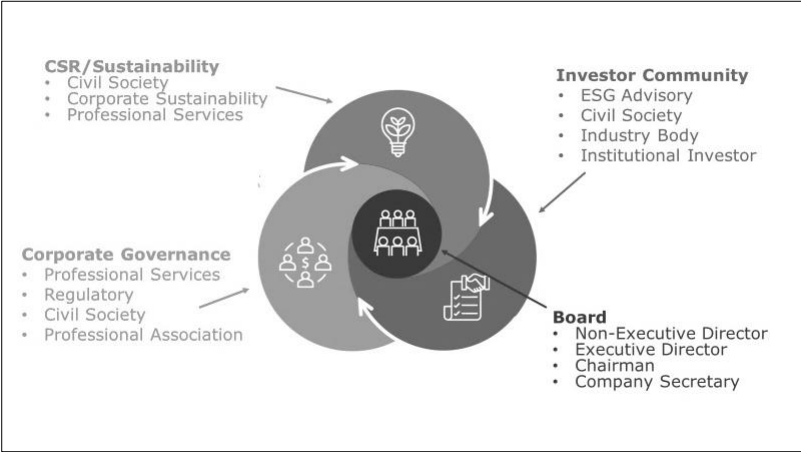 CSR/Sustainability
• Civil Society
• Corporate Sustainability
• Professional Services
Investor Community
• ESG Advisory
• Civil Society
• Industry Body
• Institutional Investor
Corporate Governance
• Professional Services
• Regulatory
• Civil Society
• Professional Association
$
Board
• Non-Executive Director
• Executive Director
• Chairman
• Company Secretary